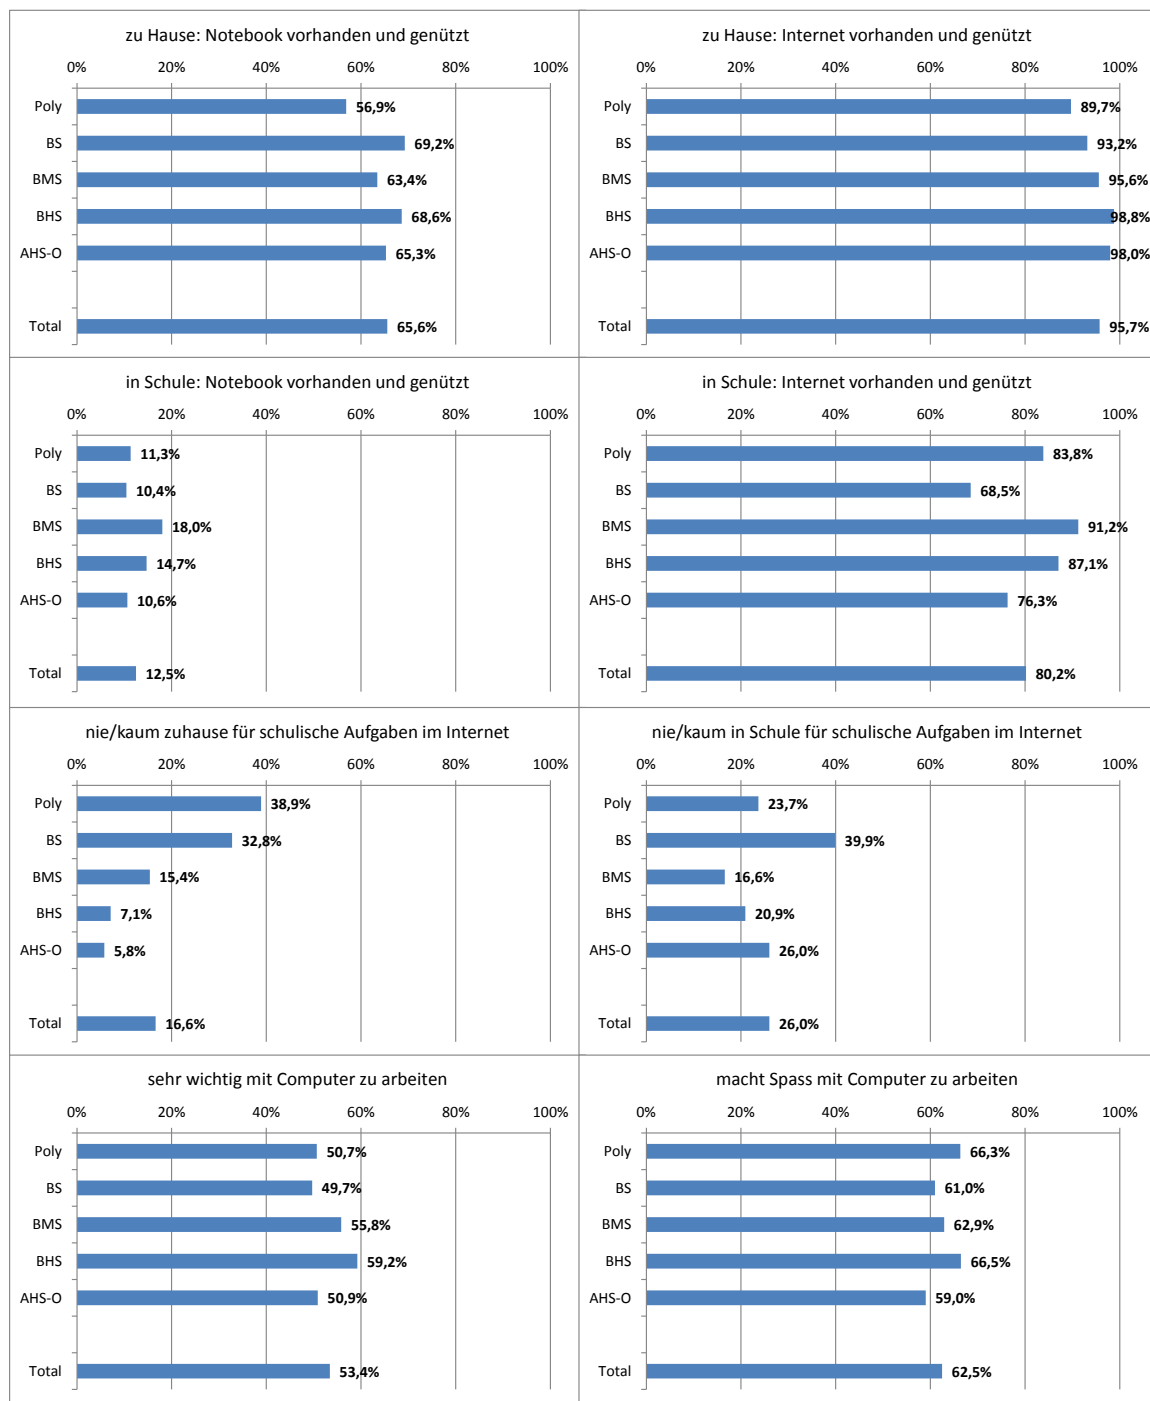 zu Hause: Notebook vorhanden und genützt
0% 20% 40% 60% 80% 100%
Poly 56,9%
BS 69,2%
BMS 63,4%
BHS 68,6%
AHS-O 65,3%
Total 65,6%
zu Hause: Internet vorhanden und genützt
0% 20% 40% 60% 80% 100%
Poly 89,7%
BS 93,2%
BMS 95,6%
BHS 98,8%
AHS-O 98,0%
Total 95,7%
in Schule: Notebook vorhanden und genützt
0% 20% 40% 60% 80% 100%
Poly 11,3%
BS 10,4%
BMS 18,0%
BHS 14,7%
AHS-O 10,6%
Total 12,5%
in Schule: Internet vorhanden und genützt
0% 20% 40% 60% 80% 100%
Poly 83,8%
BS 68,5%
BMS 91,2%
BHS 87,1%
AHS-O 76,3%
Total 80,2%
nie/kaum zuhause für schulische Aufgaben im Internet
0% 20% 40% 60% 80% 100%
Poly 38,9%
BS 32,8%
BMS 15,4%
BHS 7,1%
AHS-O 5,8%
Total 16,6%
nie/kaum in Schule für schulische Aufgaben im Internet
0% 20% 40% 60% 80% 100%
Poly 23,7%
BS 39,9%
BMS 16,6%
BHS 20,9%
AHS-O 26,0%
Total 26,0%
sehr wichtig mit Computer zu arbeiten
0% 20% 40% 60% 80% 100%
Poly 50,7%
BS 49,7%
BMS 55,8%
BHS 59,2%
AHS-O 50,9%
Total 53,4%
macht Spass mit Computer zu arbeiten
0% 20% 40% 60% 80% 100%
Poly 66,3%
BS 61,0%
BMS 62,9%
BHS 66,5%
AHS-O 59,0%
Total 62,5%